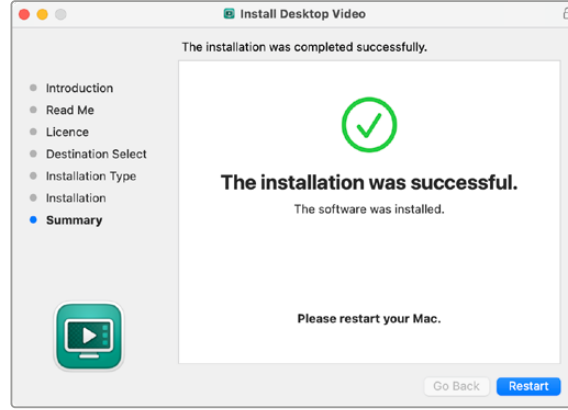 Install Desktop Video
The installation was completed successfully.
Introduction
Read Me
Licence
Destination Select
Installation Type
Installation
Summary
The installation was successful.
The software was installed.
Please restart your Mac.
Go Back
Restart